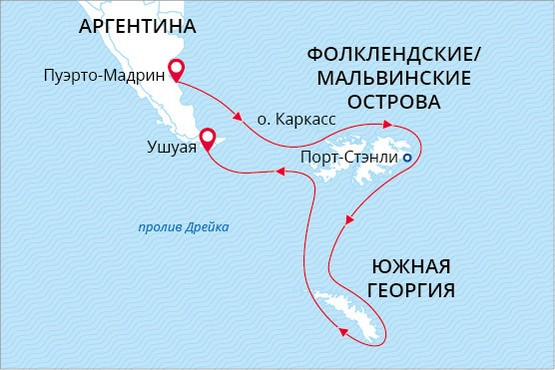 АРГЕНТИНА
Пуэрто-Мадрин
ФОЛКЛЕНДСКИЕ/
МАЛЬВИНСКИЕ
ОСТРОВА
о. Каркасс
Ушуая
Порт-Стэнли
пролив Дрейка
ЮЖНАЯ
ГЕОРГИЯ